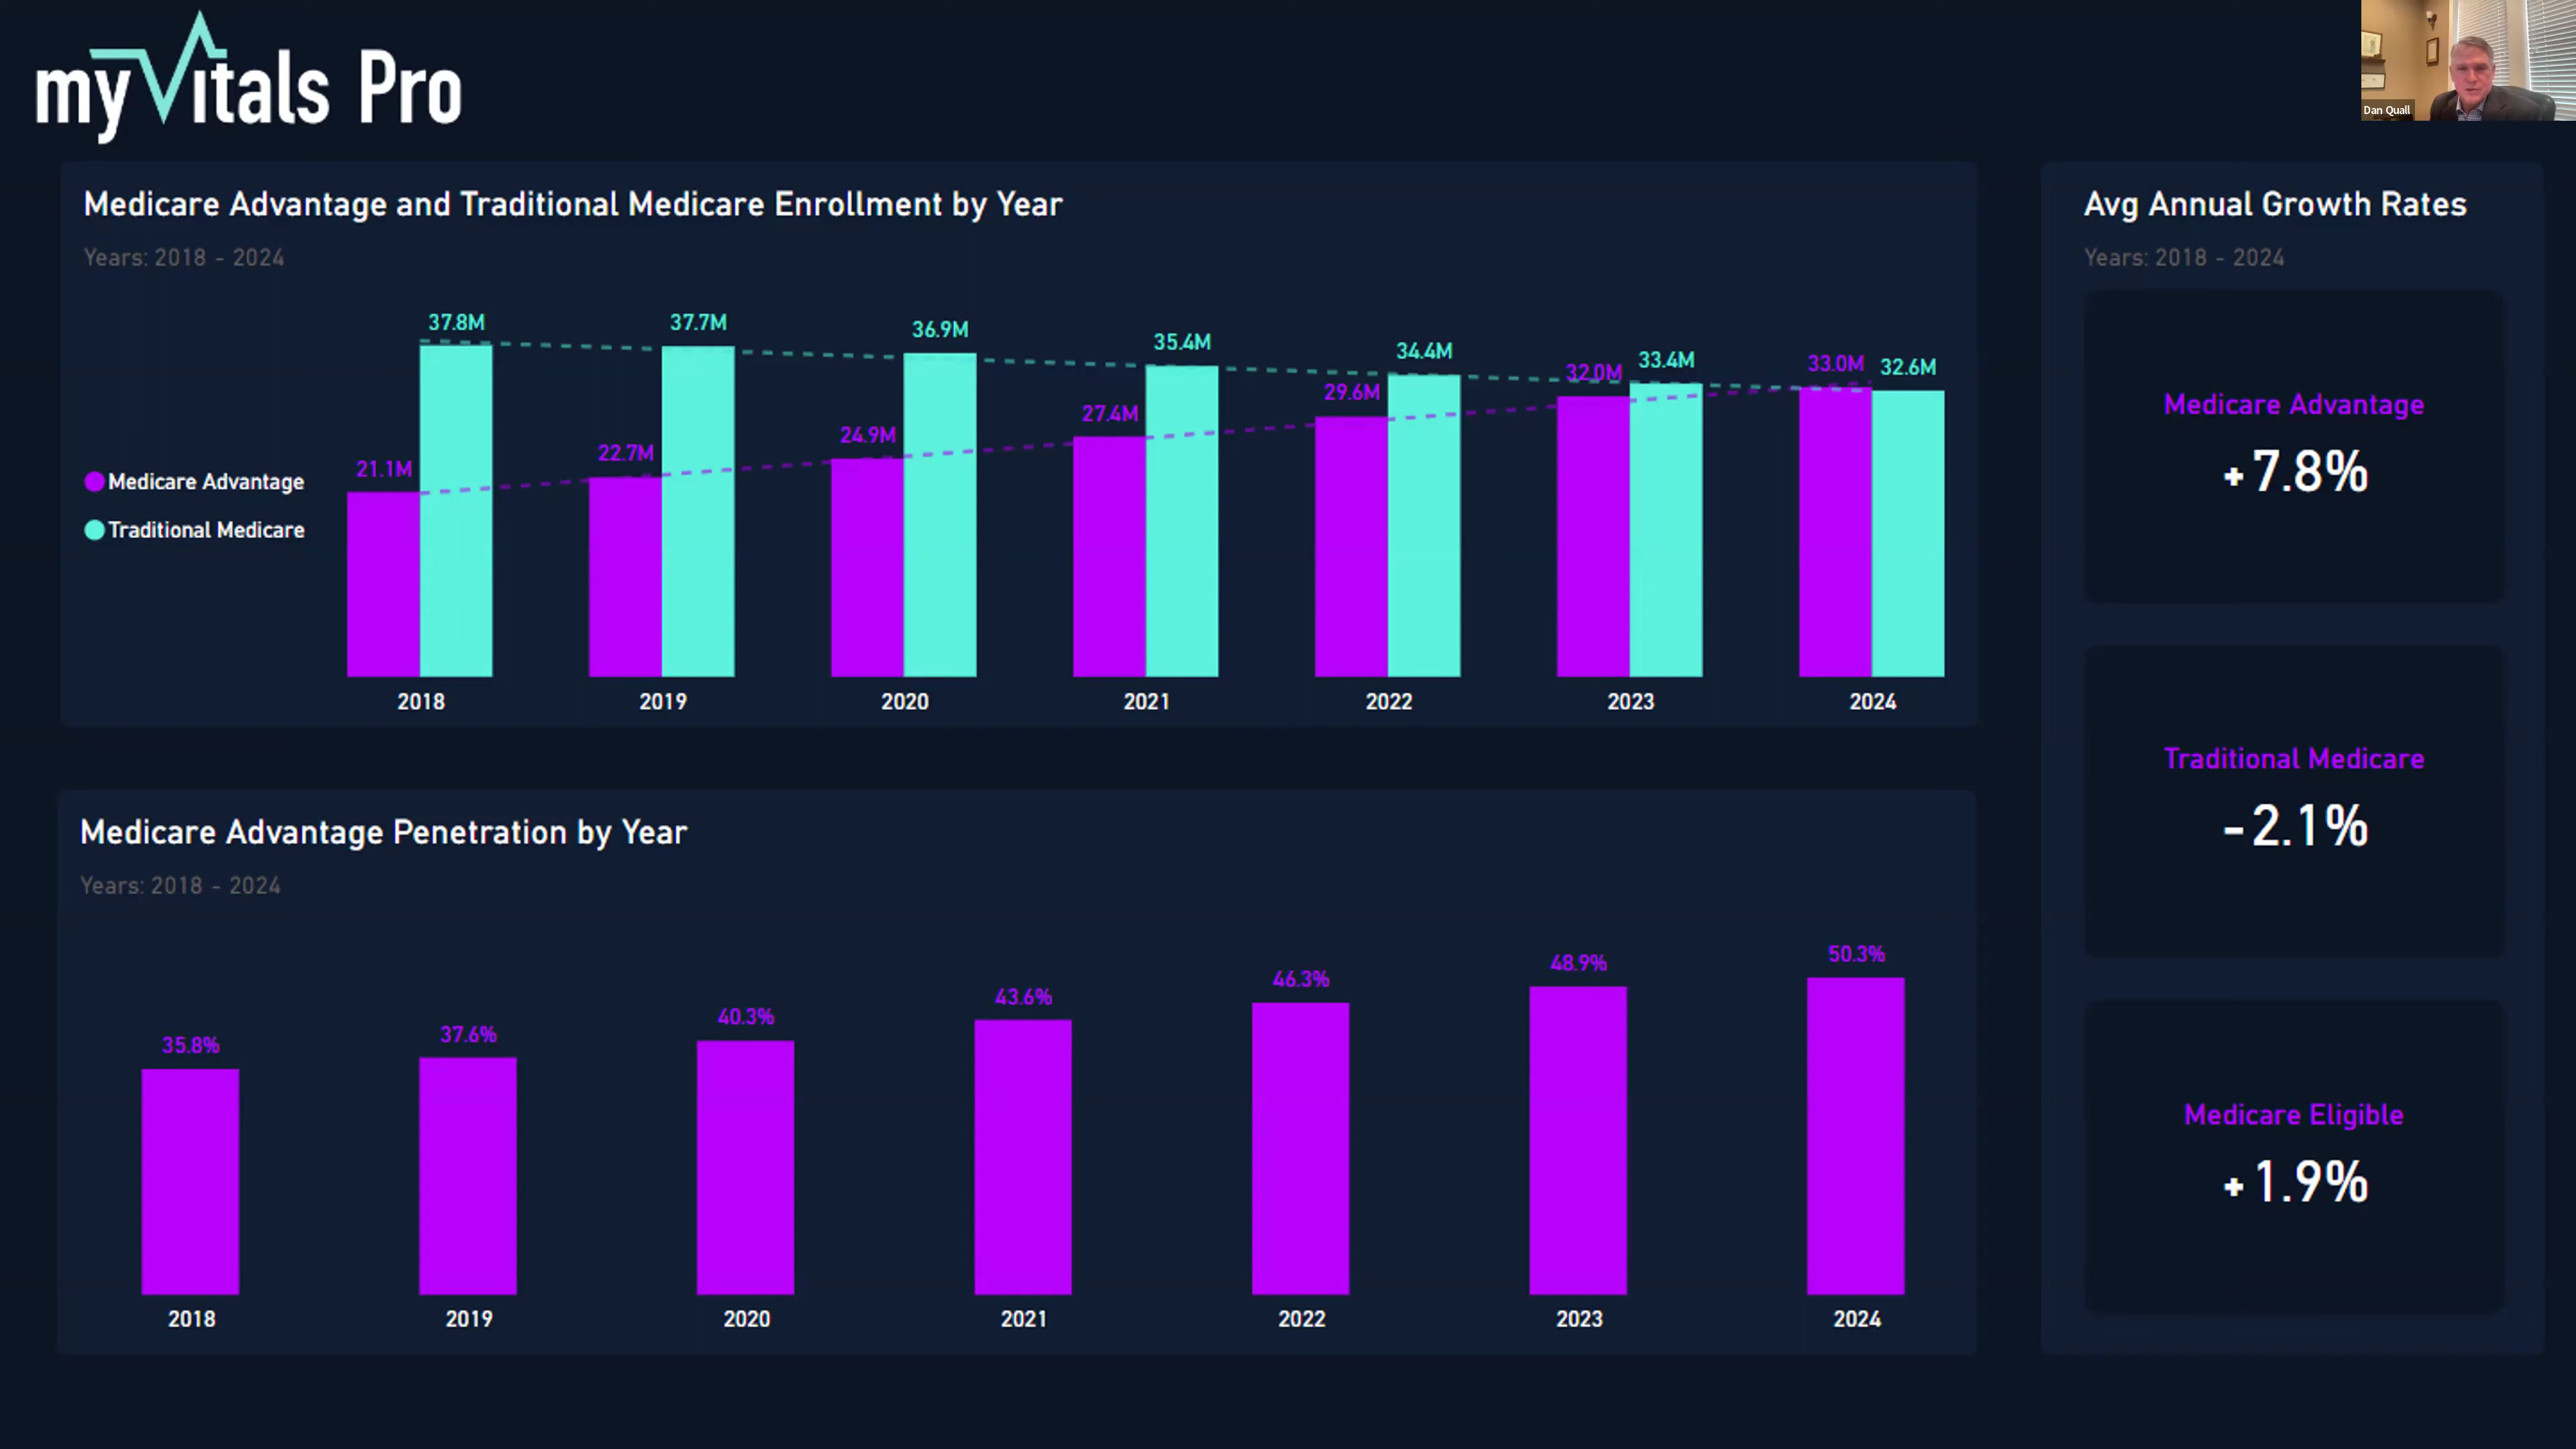 myVitals Pro
Dan Quall
Medicare Advantage and Traditional Medicare Enrollment by Year
Years: 2018 - 2024
Medicare Advantage
Traditional Medicare
21.1M 37.8M 22.7M 37.7M 24.9M 36.9M 27.4M 35.4M 29.6M 34.4M 32.0M 33.4M 33.0M 32.6M
2018 2019 2020 2021 2022 2023 2024
Medicare Advantage Penetration by Year
Years: 2018 - 2024
35.8% 37.6% 40.3% 43.6% 46.3% 48.9% 50.3%
2018 2019 2020 2021 2022 2023 2024
Avg Annual Growth Rates
Years: 2018 - 2024
Medicare Advantage
+7.8%
Traditional Medicare
-2.1%
Medicare Eligible
+1.9%